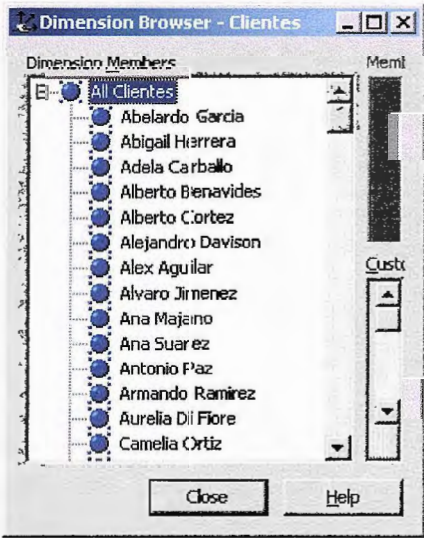 Dimension Browser - Clientes
Dimension Members
Memb
All Clientes
Abelardo Garcia
Abigail Herrera
Adela Carballo
Alberto Benavides
Alberto Cortez
Alejandro Davison
Alex Aguilar
Alvaro Jimenez
Ana Majano
Ana Suarez
Antonio Paz
Armando Ramirez
Aurelia Di Fiore
Camelia Ortiz
Custo
Close
Help